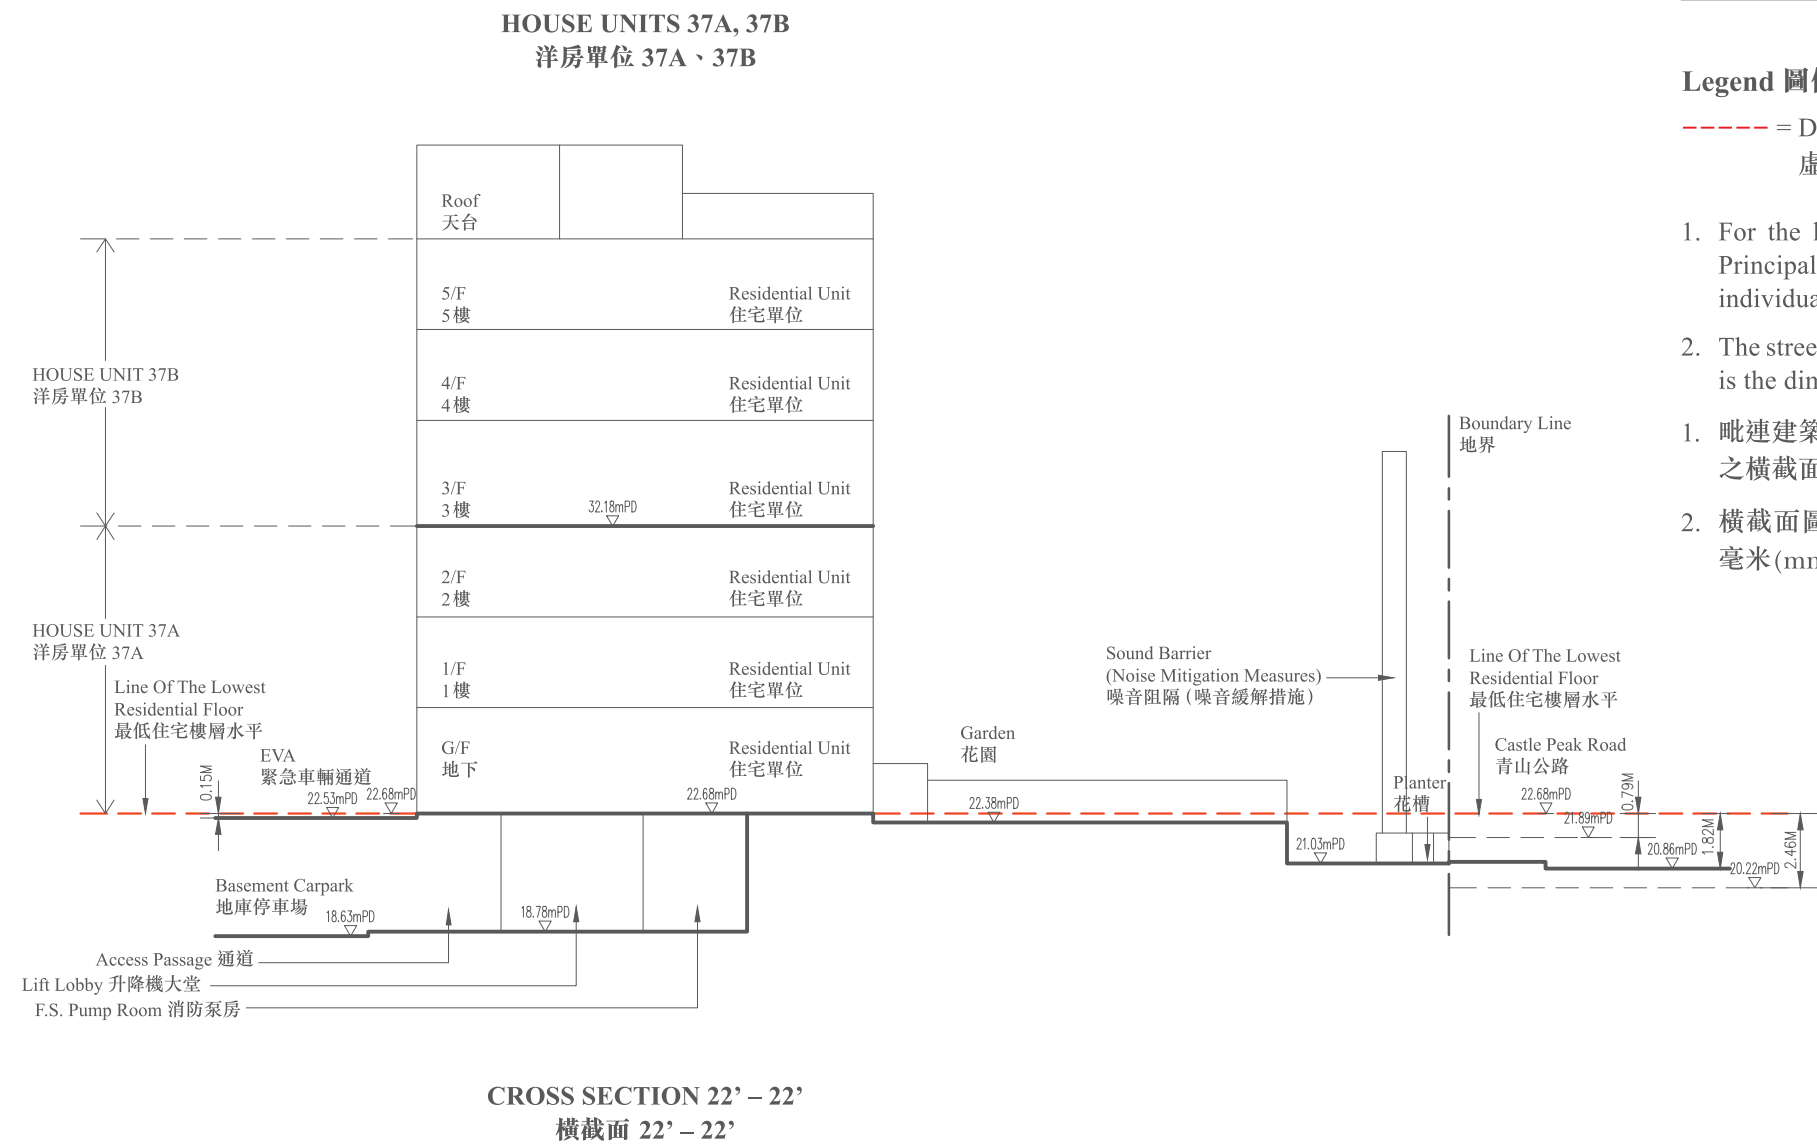 HOUSE UNITS 37A, 37B
洋房單位 37A、37B
Roof
天台
5/F
5樓
Residential Unit
住宅單位
4/F
4樓
Residential Unit
住宅單位
3/F
3樓
Residential Unit
住宅單位
32.18mPD
2/F
2樓
Residential Unit
住宅單位
1/F
1樓
Residential Unit
住宅單位
G/F
地下
Residential Unit
住宅單位
HOUSE UNIT 37B
洋房單位 37B
HOUSE UNIT 37A
洋房單位 37A
Line Of The Lowest
Residential Floor
最低住宅樓層水平
0.15M
EVA
緊急車輛通道
22.53mPD
22.68mPD
22.68mPD
Garden
花園
22.38mPD
Sound Barrier
(Noise Mitigation Measures)
噪音阻隔 (噪音緩解措施)
Boundary Line
地界
Line Of The Lowest
Residential Floor
最低住宅樓層水平
Castle Peak Road
青山公路
Planter
花槽
21.03mPD
22.68mPD
21.89mPD
0.79M
20.86mPD
1.82M
20.22mPD
2.46M
Basement Carpark
地庫停車場
18.63mPD
18.78mPD
Access Passage 通道
Lift Lobby 升降機大堂
F.S. Pump Room 消防泵房
CROSS SECTION 22’ – 22’
橫截面 22’ – 22’
Legend 圖
= D
虛
1. For the
Principal
individua
2. The stree
is the dim
1. 毗連建築
之橫截面
2. 橫截面圖
毫米(mm